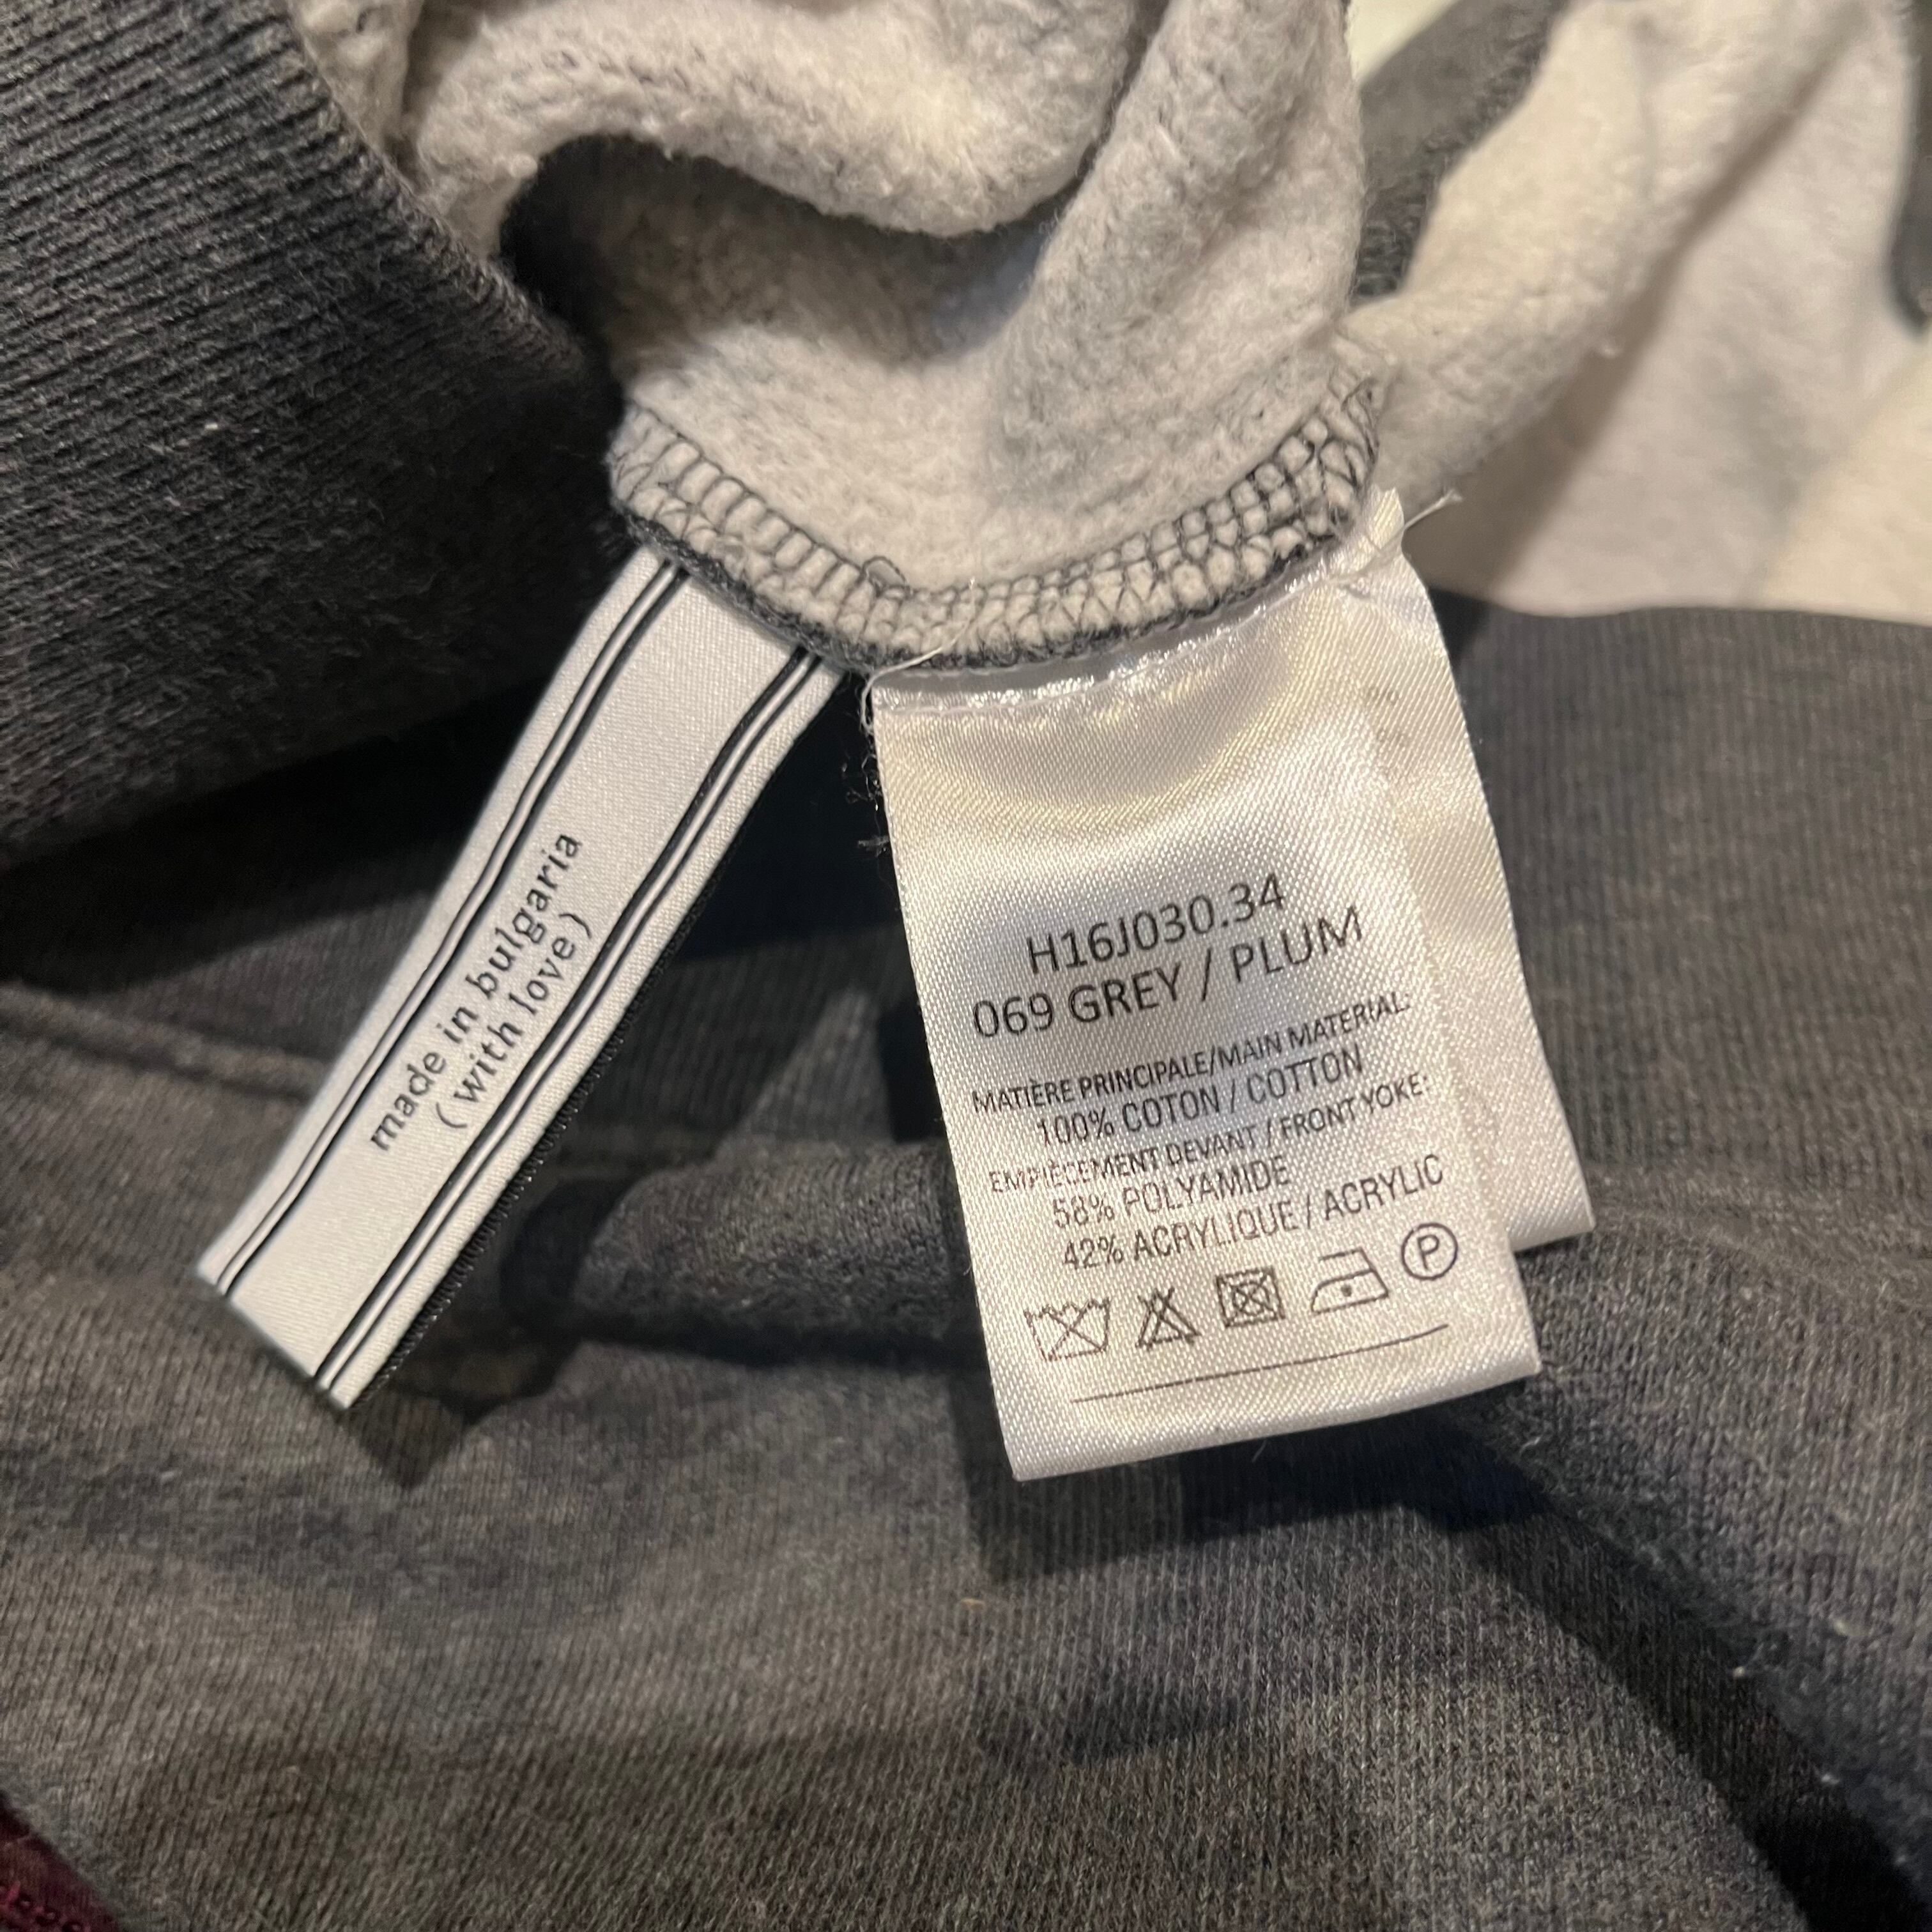 made in bulgaria
(with love)
H16J030.34
069 GREY / PLUM
MATIÈRE PRINCIPALE/MAIN MATERIAL:
100% COTON / COTTON
EMPIÈCEMENT DEVANT / FRONT YOKE:
58% POLYAMIDE
42% ACRYLIQUE / ACRYLIC
P